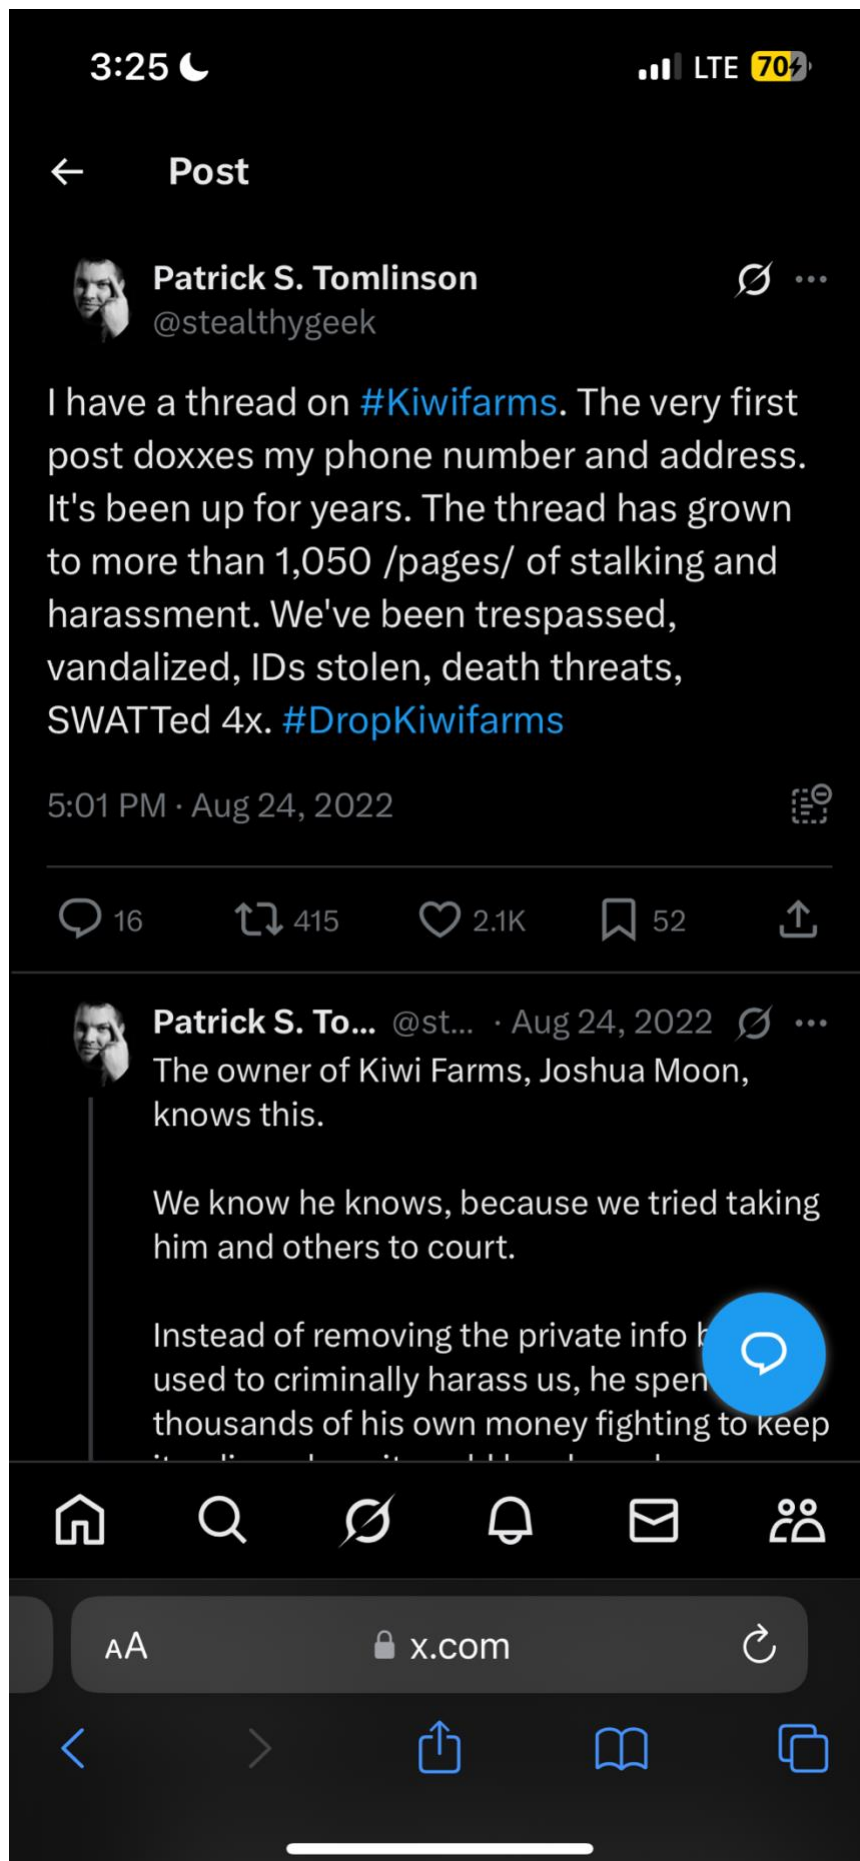 3:25
LTE 70
Post
Patrick S. Tomlinson
@stealthygeek
I have a thread on #Kiwifarms. The very first
post doxxes my phone number and address.
It's been up for years. The thread has grown
to more than 1,050 /pages/ of stalking and
harassment. We've been trespassed,
vandalized, IDs stolen, death threats,
SWATTed 4x. #DropKiwifarms
5:01 PM · Aug 24, 2022
16 415 2.1K 52
Patrick S. To... @st... · Aug 24, 2022
The owner of Kiwi Farms, Joshua Moon,
knows this.
We know he knows, because we tried taking
him and others to court.
Instead of removing the private info
used to criminally harass us, he spen
thousands of his own money fighting to keep
AA x.com